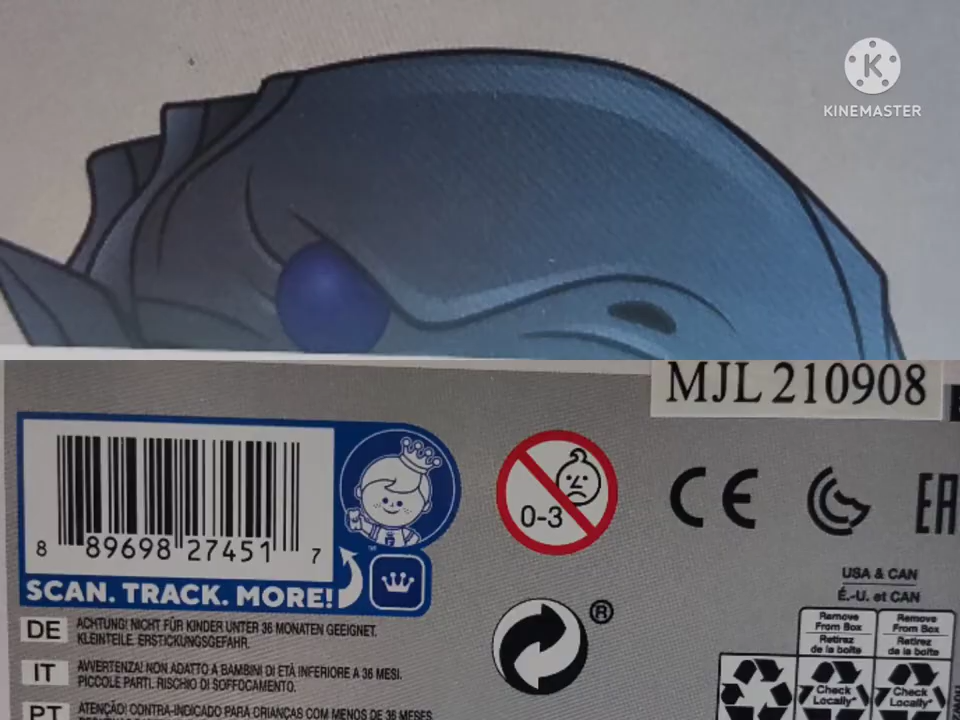 K
KINEMASTER
MJL 210908
8 89698 27451 7
0-3
CE
EA
SCAN. TRACK. MORE!
TM
®
USA & CAN
É.-U. et CAN
DE ACHTUNG! NICHT FÜR KINDER UNTER 36 MONATEN GEEIGNET.
KLEINTEILE. ERSTICKUNGSGEFAHR.
Remove From Box
Retirez de la boîte
Remove From Box
Retirez de la boîte
IT AVVERTENZA! NON ADATTO A BAMBINI DI ETÀ INFERIORE A 36 MESI.
PICCOLE PARTI. RISCHIO DI SOFFOCAMENTO.
Check Locally*
Check Locally*
PT ATENÇÃO! CONTRA-INDICADO PARA CRIANÇAS COM MENOS DE 36 MESES.